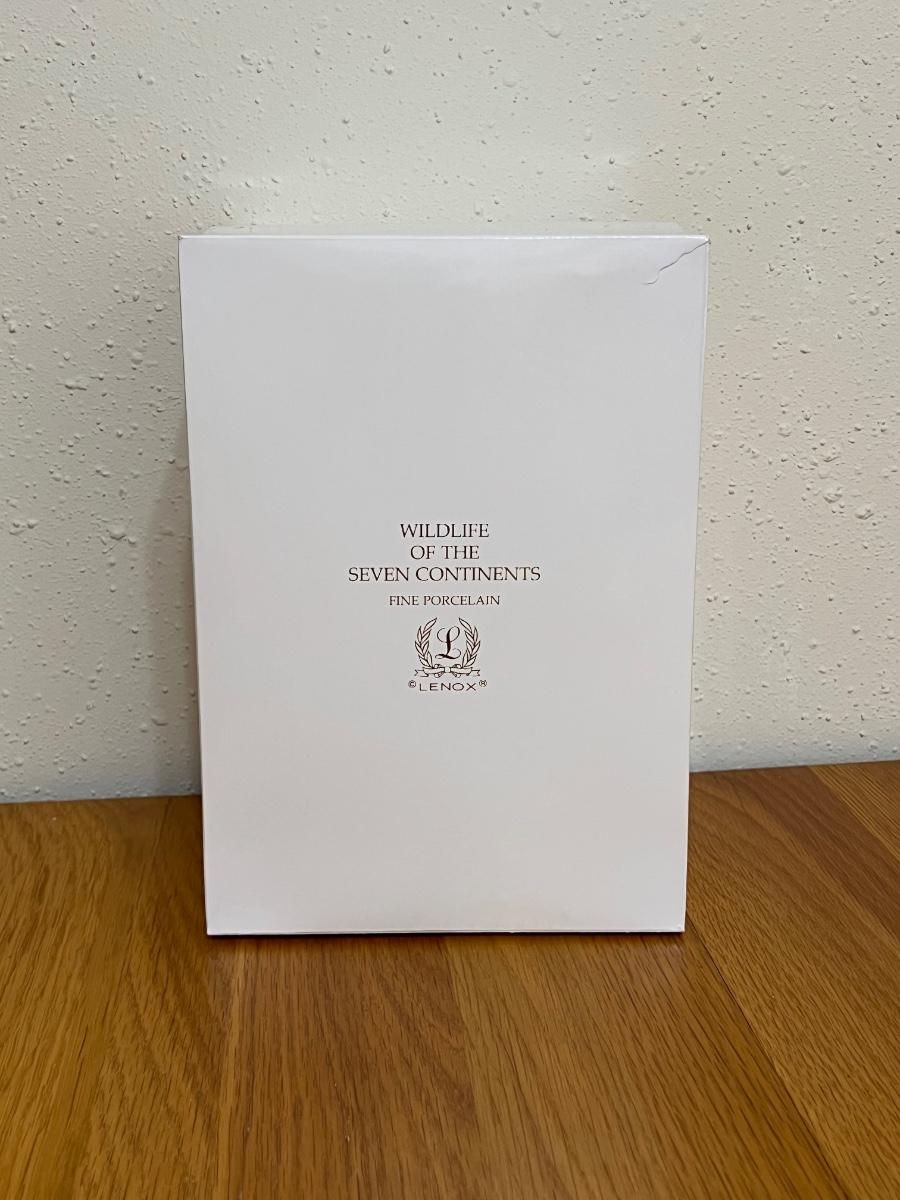 WILDLIFE
OF THE
SEVEN CONTINENTS
FINE PORCELAIN
L
© LENOX ®